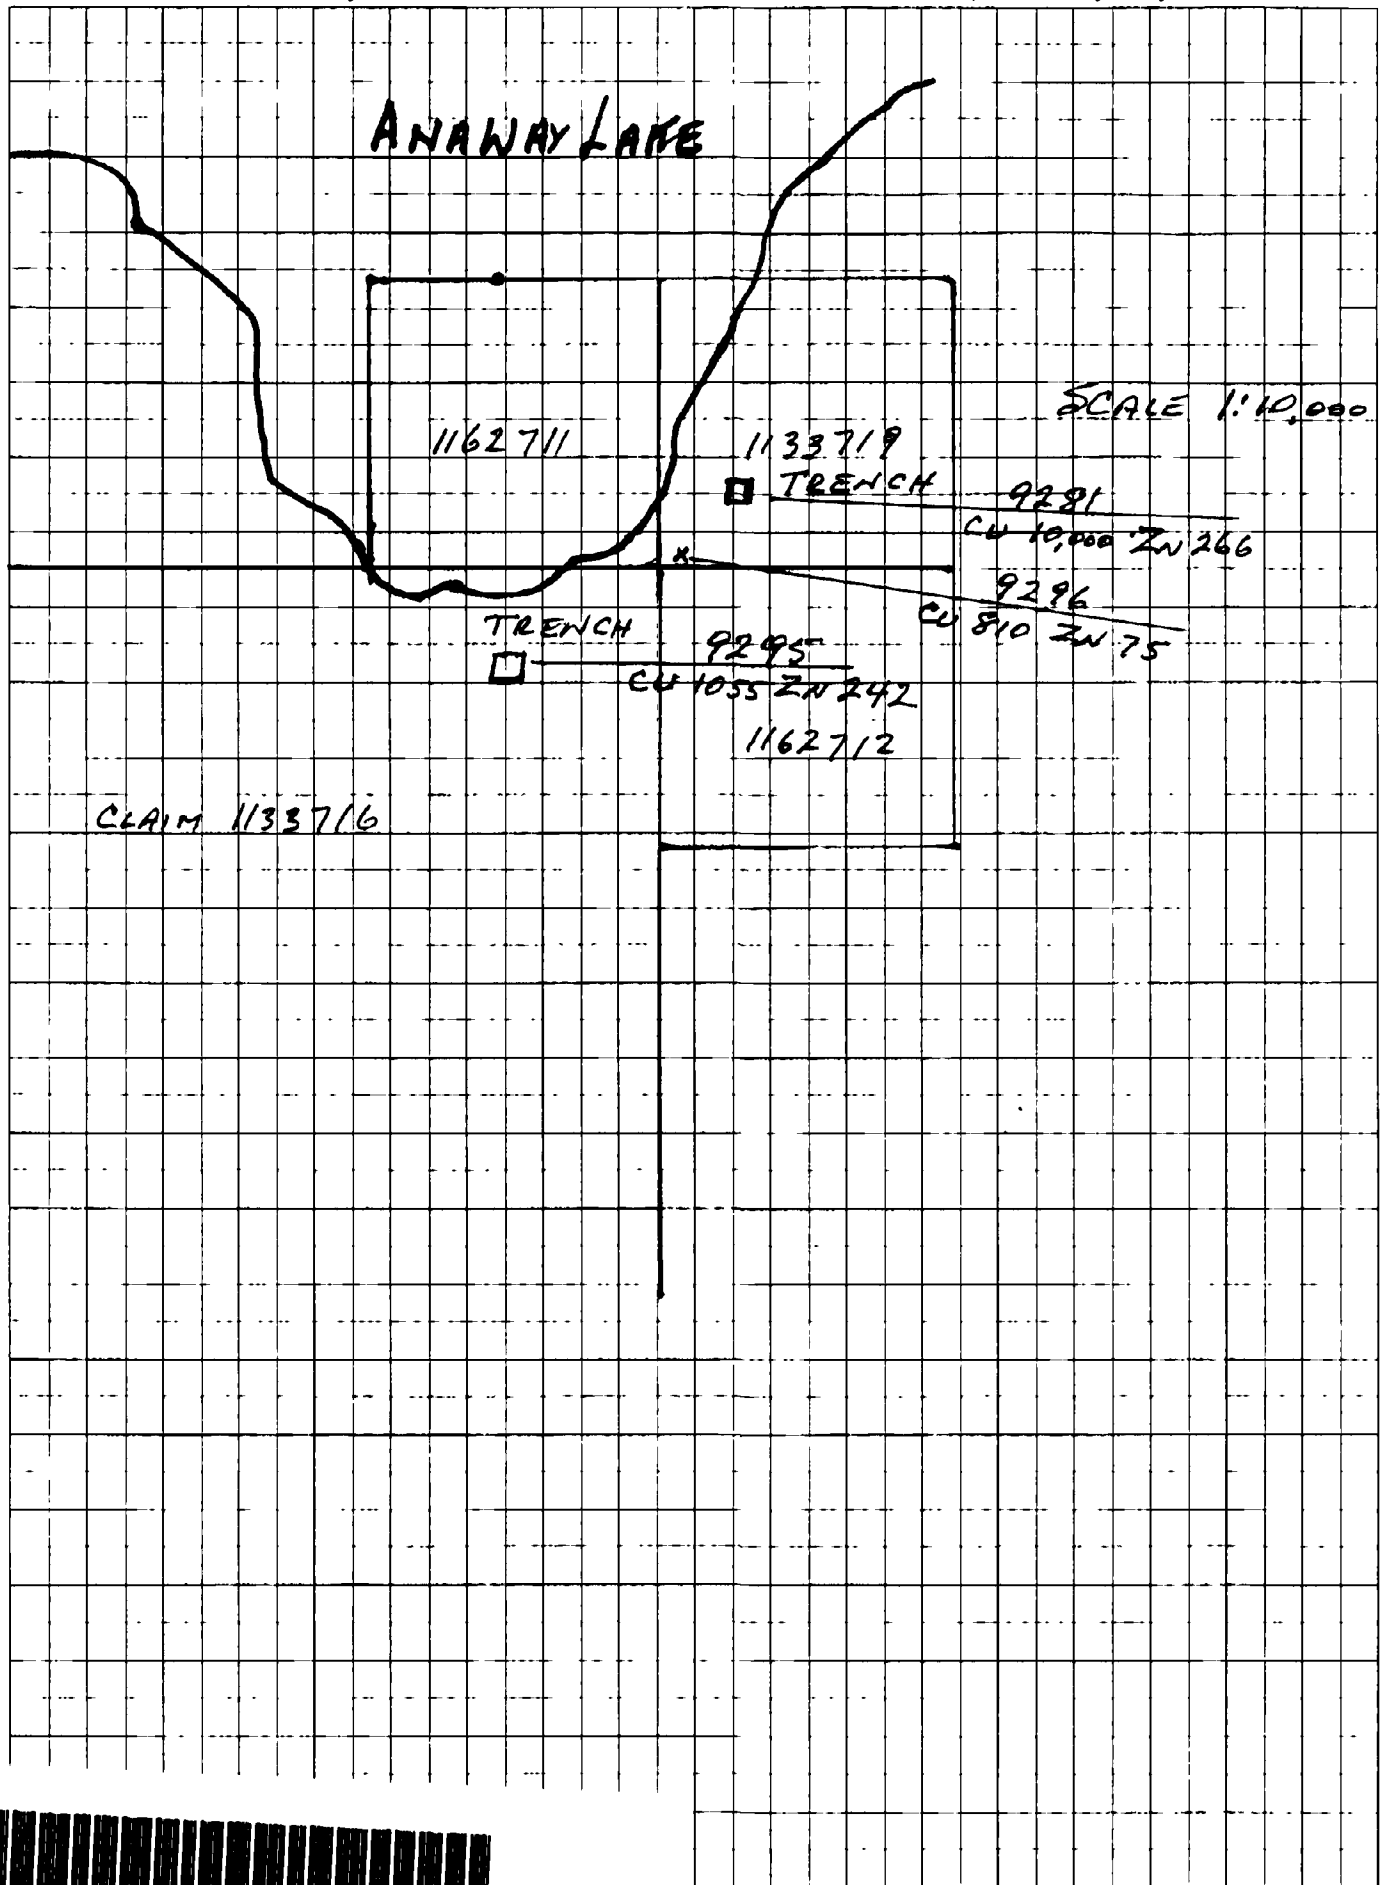 ANAWAY LAKE
SCALE 1:10,000
1162711
1133719
TRENCH
9281
CU 10,000 ZN 266
9296
CU 810 ZN 75
TRENCH
9295
CU 1055 ZN 242
1162712
CLAIM 1133716